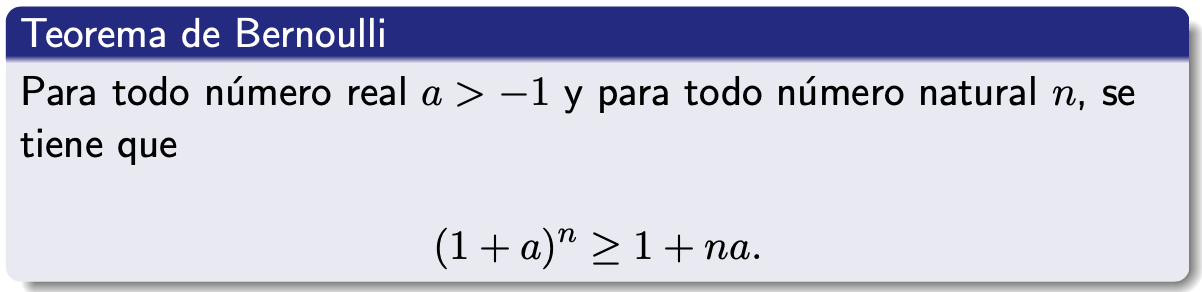 Teorema de Bernoulli
Para todo número real a > −1 y para todo número natural n, se
tiene que
(1 + a)ⁿ ≥ 1 + na.